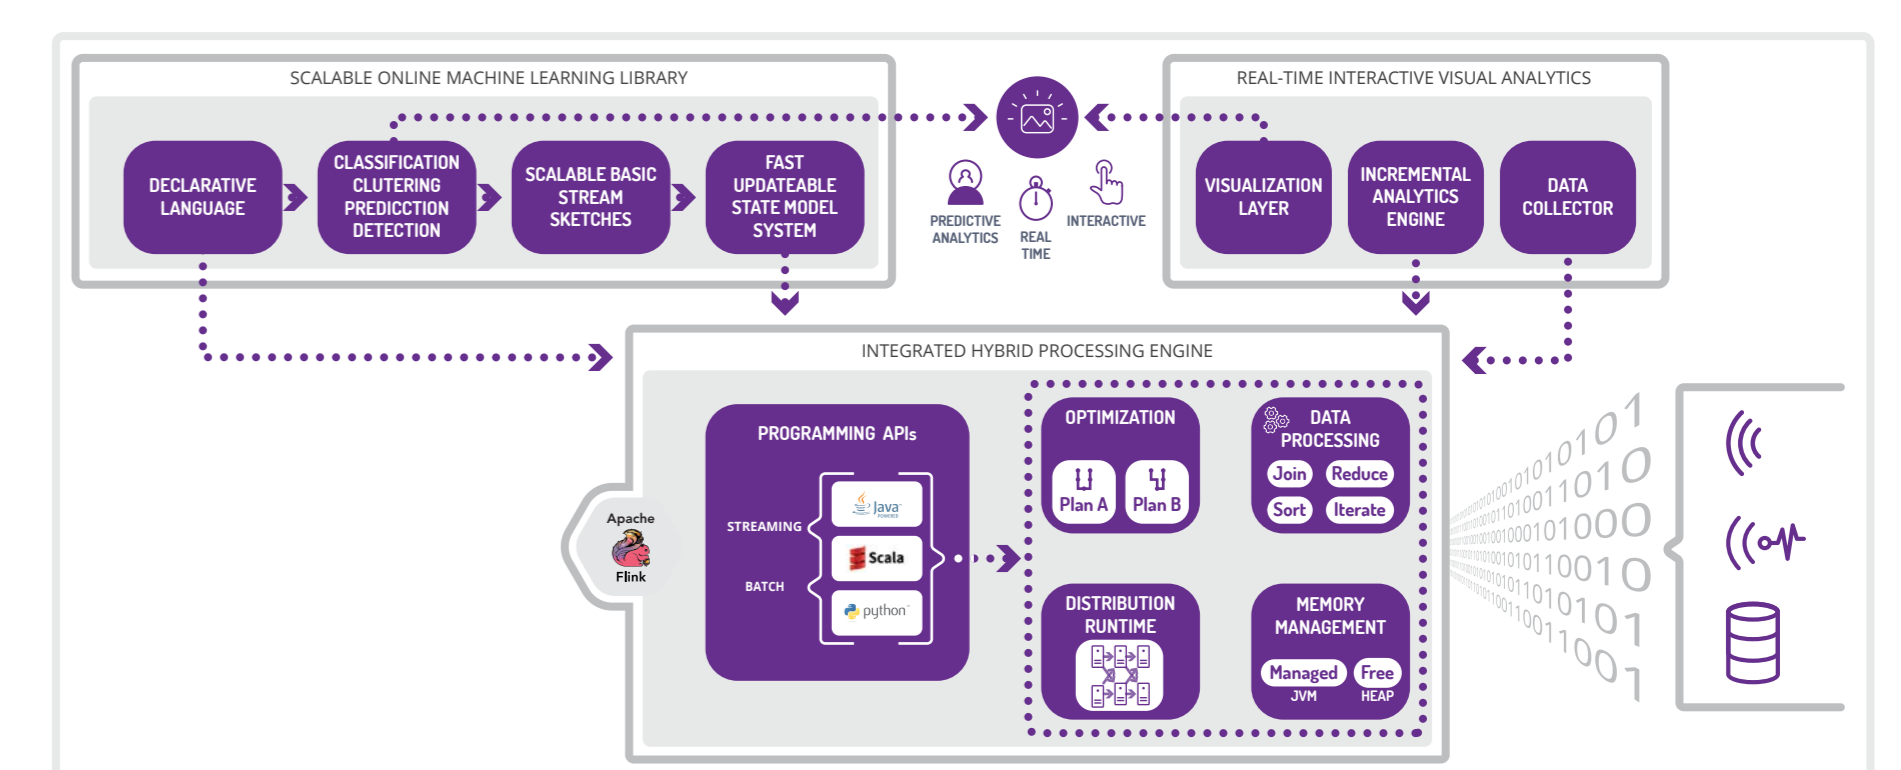 SCALABLE ONLINE MACHINE LEARNING LIBRARY
DECLARATIVE
LANGUAGE
CLASSIFICATION
CLUTERING
PREDICCTION
DETECTION
SCALABLE BASIC
STREAM
SKETCHES
FAST
UPDATEABLE
STATE MODEL
SYSTEM
PREDICTIVE
ANALYTICS
REAL
TIME
INTERACTIVE
REAL-TIME INTERACTIVE VISUAL ANALYTICS
VISUALIZATION
LAYER
INCREMENTAL
ANALYTICS
ENGINE
DATA
COLLECTOR
INTEGRATED HYBRID PROCESSING ENGINE
Apache
Flink
PROGRAMMING APIs
STREAMING
BATCH
Java
POWERED
Scala
python
OPTIMIZATION
Plan A
Plan B
DATA
PROCESSING
Join
Reduce
Sort
Iterate
DISTRIBUTION
RUNTIME
MEMORY
MANAGEMENT
Managed
Free
JVM
HEAP